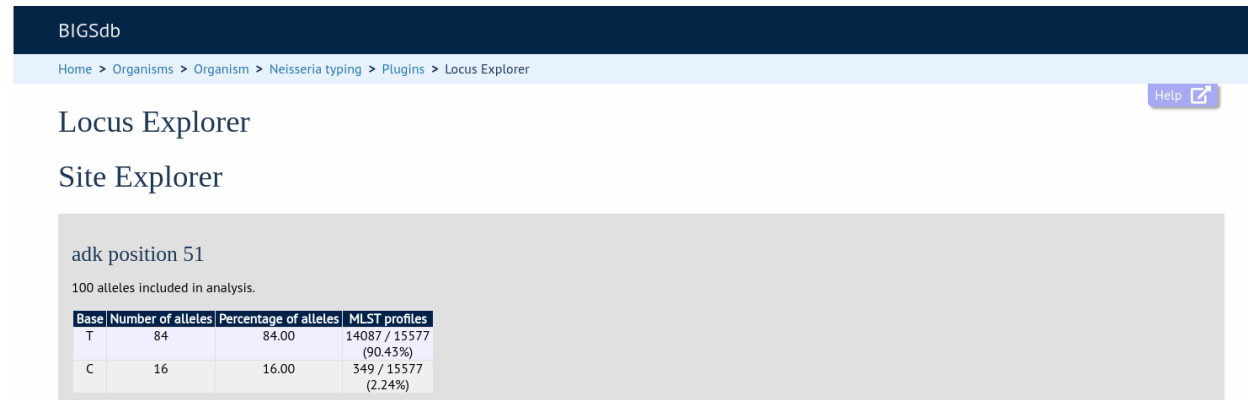 BIGSdb
Home > Organisms > Organism > Neisseria typing > Plugins > Locus Explorer
Help
Locus Explorer
Site Explorer
adk position 51
100 alleles included in analysis.
Base Number of alleles Percentage of alleles MLST profiles
T 84 84.00 14087 / 15577
(90.43%)
C 16 16.00 349 / 15577
(2.24%)